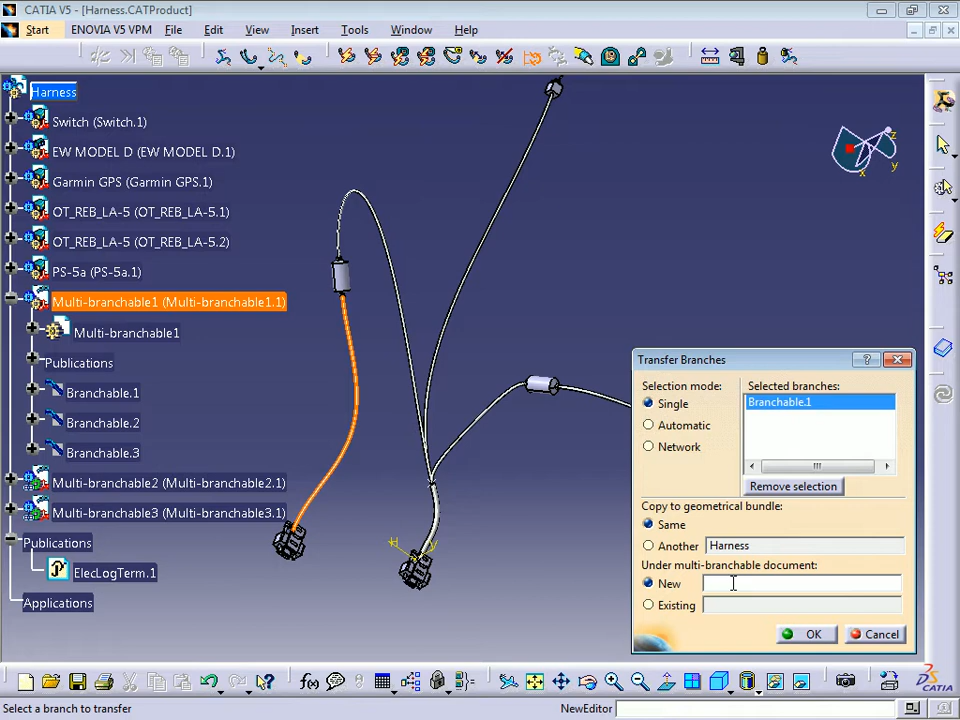 CATIA V5 - [Harness.CATProduct]
Start ENOVIA V5 VPM File Edit View Insert Tools Window Help
Harness
Switch (Switch.1)
EW MODEL D (EW MODEL D.1)
Garmin GPS (Garmin GPS.1)
OT_REB_LA-5 (OT_REB_LA-5.1)
OT_REB_LA-5 (OT_REB_LA-5.2)
PS-5a (PS-5a.1)
Multi-branchable1 (Multi-branchable1.1)
Multi-branchable1
Publications
Branchable.1
Branchable.2
Branchable.3
Multi-branchable2 (Multi-branchable2.1)
Multi-branchable3 (Multi-branchable3.1)
Publications
ElecLogTerm.1
Applications
z
y
x
H
y
Transfer Branches
Selection mode:
Single
Automatic
Network
Selected branches:
Branchable.1
Remove selection
Copy to geometrical bundle:
Same
Another Harness
Under multi-branchable document:
New
Existing
OK Cancel
f(x)
CATIA
Select a branch to transfer
NewEditor